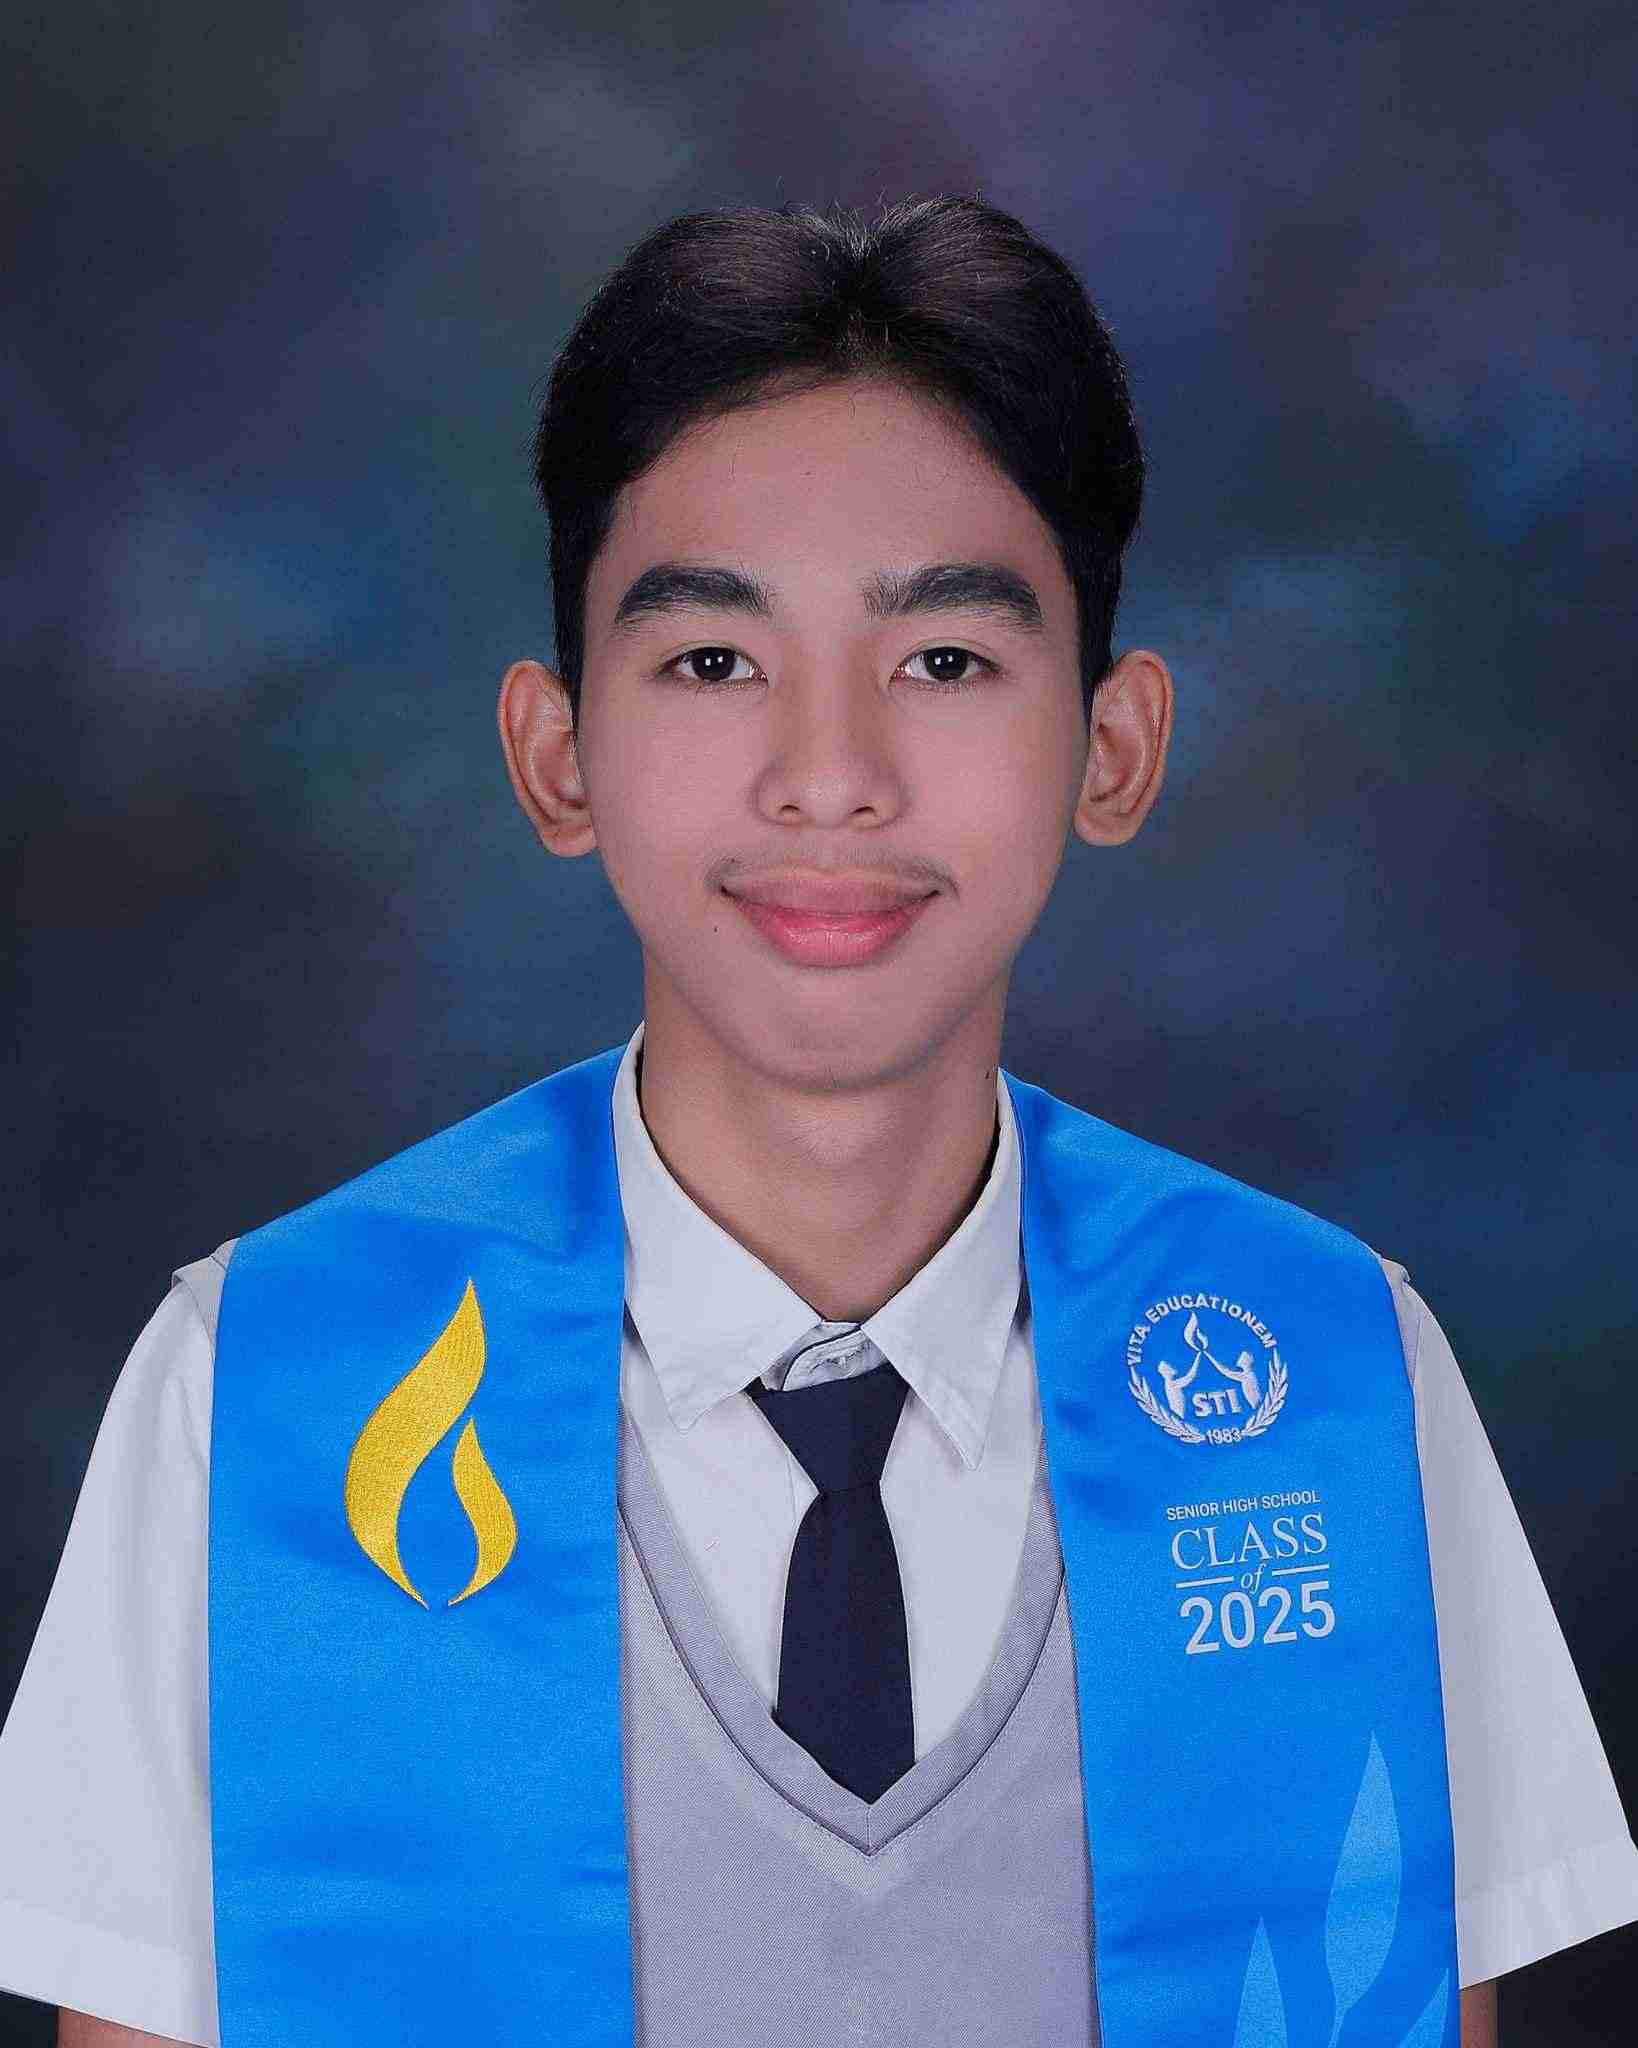 VITA EDUCATIONEM
STI
1983
SENIOR HIGH SCHOOL
CLASS
of
2025